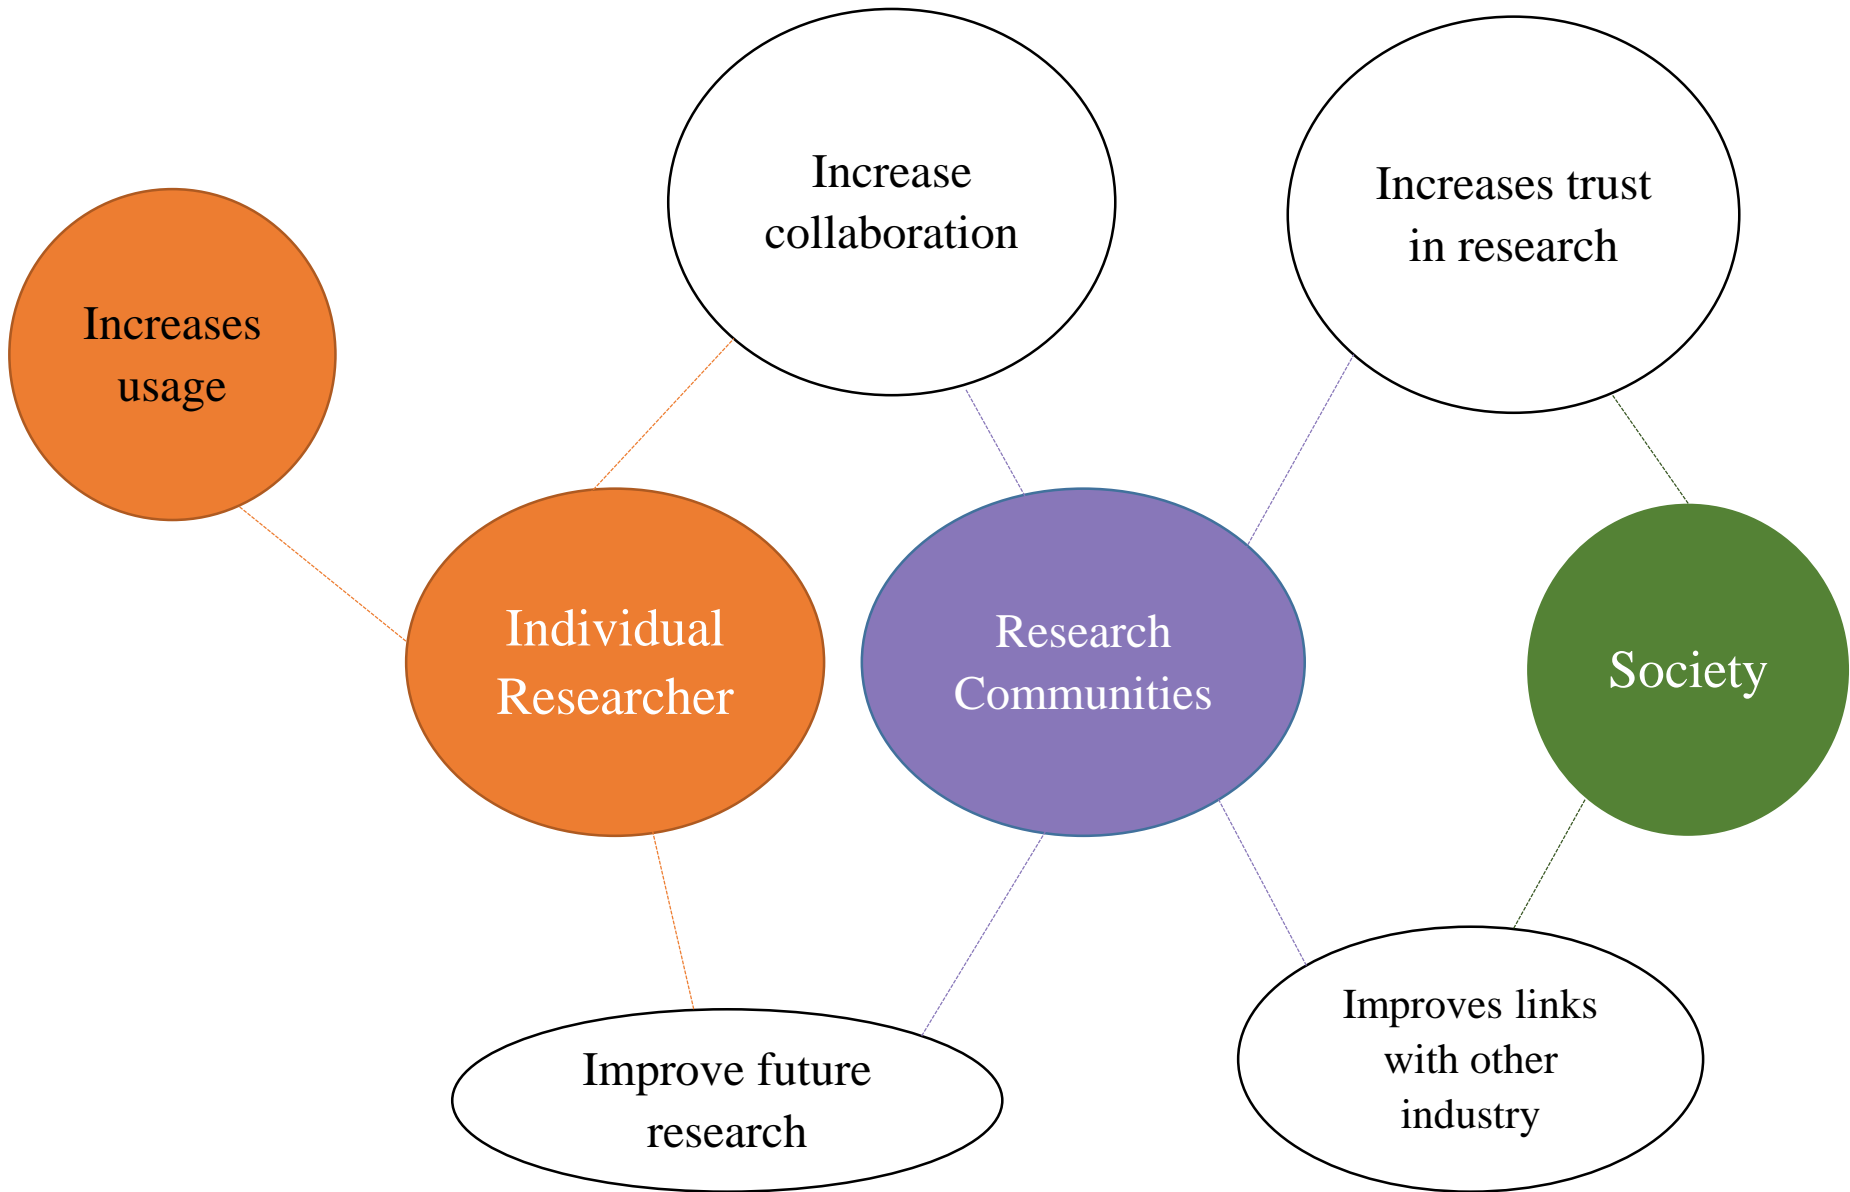 Increase
collaboration
Increases trust
in research
Increases
usage
Individual
Researcher
Research
Communities
Society
Improve future
research
Improves links
with other
industry